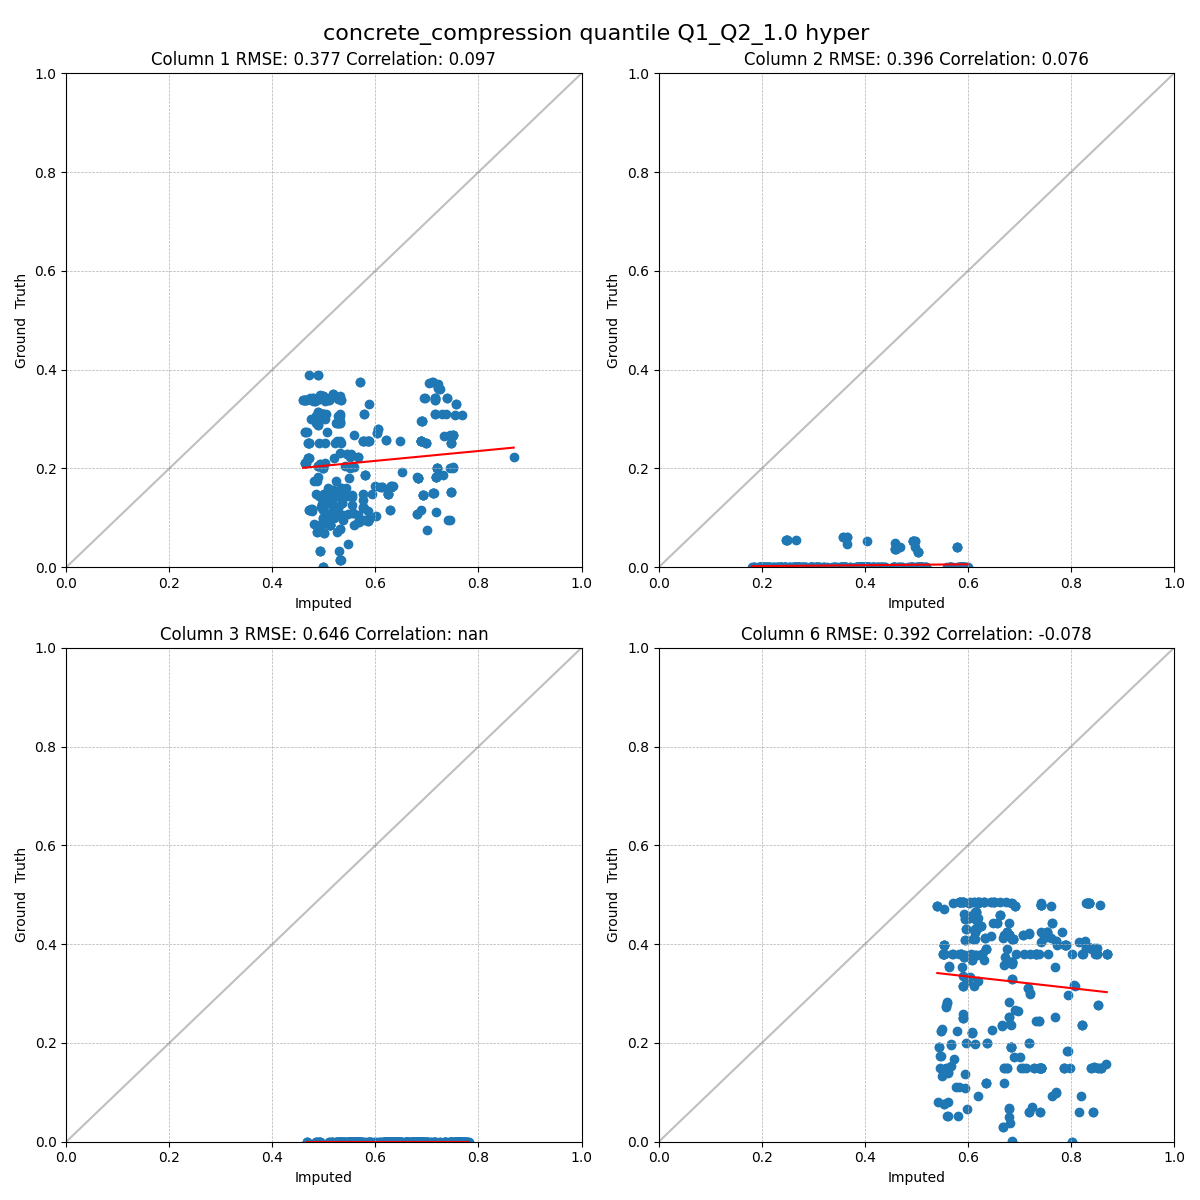 concrete_compression quantile Q1_Q2_1.0 hyper
Column 1 RMSE: 0.377 Correlation: 0.097
1.0
0.8
0.6
0.4
0.2
0.0
Ground Truth
0.0 0.2 0.4 0.6 0.8 1.0
Imputed
Column 2 RMSE: 0.396 Correlation: 0.076
1.0
0.8
0.6
0.4
0.2
0.0
Ground Truth
0.0 0.2 0.4 0.6 0.8 1.0
Imputed
Column 3 RMSE: 0.646 Correlation: nan
1.0
0.8
0.6
0.4
0.2
0.0
Ground Truth
0.0 0.2 0.4 0.6 0.8 1.0
Imputed
Column 6 RMSE: 0.392 Correlation: -0.078
1.0
0.8
0.6
0.4
0.2
0.0
Ground Truth
0.0 0.2 0.4 0.6 0.8 1.0
Imputed